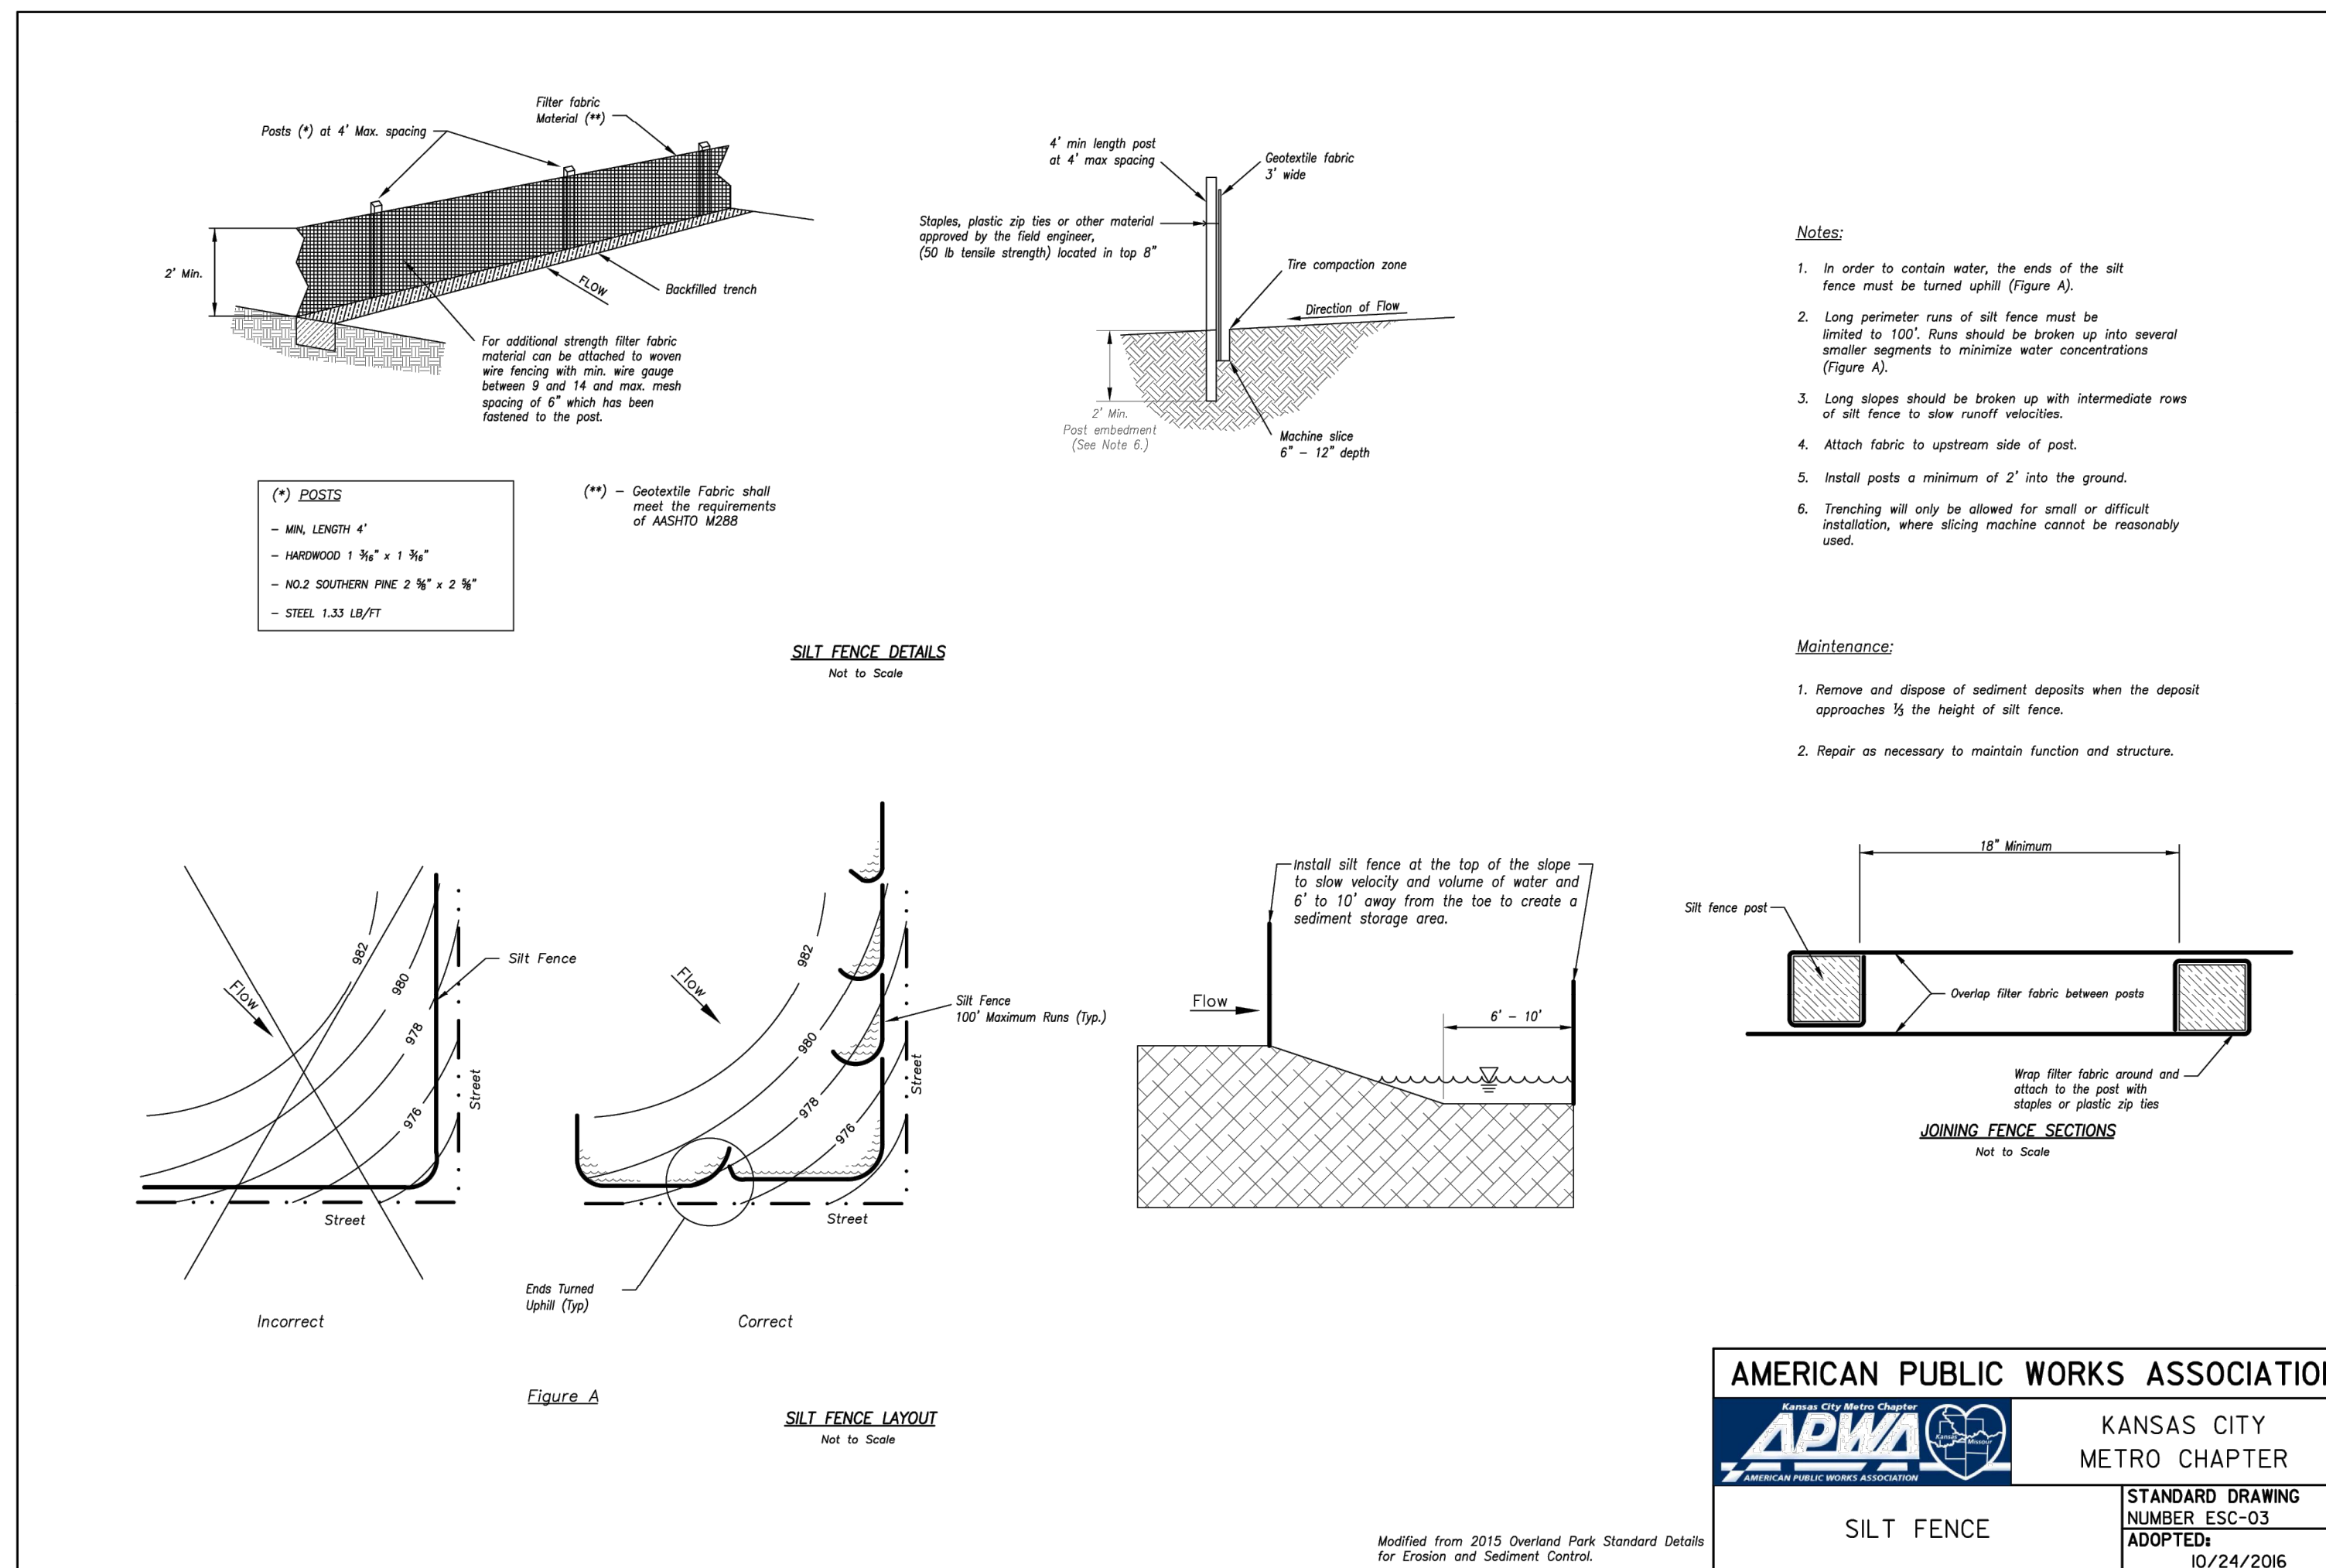 Posts (*) at 4' Max. spacing
Filter fabric
Material (**)
2' Min.
FLOW
Backfilled trench
For additional strength filter fabric
material can be attached to woven
wire fencing with min. wire gauge
between 9 and 14 and max. mesh
spacing of 6" which has been
fastened to the post.
4' min length post
at 4' max spacing
Geotextile fabric
3' wide
Staples, plastic zip ties or other material
approved by the field engineer,
(50 lb tensile strength) located in top 8"
Tire compaction zone
Direction of Flow
2' Min.
Post embedment
(See Note 6.)
Machine slice
6" – 12" depth
(*) POSTS
– MIN, LENGTH 4'
– HARDWOOD 1 3/16" x 1 3/16"
– NO.2 SOUTHERN PINE 2 5/8" x 2 5/8"
– STEEL 1.33 LB/FT
(**) – Geotextile Fabric shall
meet the requirements
of AASHTO M288
SILT FENCE DETAILS
Not to Scale
Notes:
1. In order to contain water, the ends of the silt
fence must be turned uphill (Figure A).
2. Long perimeter runs of silt fence must be
limited to 100'. Runs should be broken up into several
smaller segments to minimize water concentrations
(Figure A).
3. Long slopes should be broken up with intermediate rows
of silt fence to slow runoff velocities.
4. Attach fabric to upstream side of post.
5. Install posts a minimum of 2' into the ground.
6. Trenching will only be allowed for small or difficult
installation, where slicing machine cannot be reasonably
used.
Maintenance:
1. Remove and dispose of sediment deposits when the deposit
approaches 1/3 the height of silt fence.
2. Repair as necessary to maintain function and structure.
982
980
978
976
Flow
Silt Fence
Street
Street
Incorrect
982
980
978
976
Flow
Silt Fence
100' Maximum Runs (Typ.)
Street
Street
Ends Turned
Uphill (Typ)
Correct
Figure A
SILT FENCE LAYOUT
Not to Scale
Install silt fence at the top of the slope
to slow velocity and volume of water and
6' to 10' away from the toe to create a
sediment storage area.
Flow
6' – 10'
18" Minimum
Silt fence post
Overlap filter fabric between posts
Wrap filter fabric around and
attach to the post with
staples or plastic zip ties
JOINING FENCE SECTIONS
Not to Scale
Modified from 2015 Overland Park Standard Details
for Erosion and Sediment Control.
AMERICAN PUBLIC WORKS ASSOCIATION
Kansas City Metro Chapter
APWA
Kansas
Missouri
AMERICAN PUBLIC WORKS ASSOCIATION
KANSAS CITY
METRO CHAPTER
SILT FENCE
STANDARD DRAWING
NUMBER ESC-03
ADOPTED:
10/24/2016